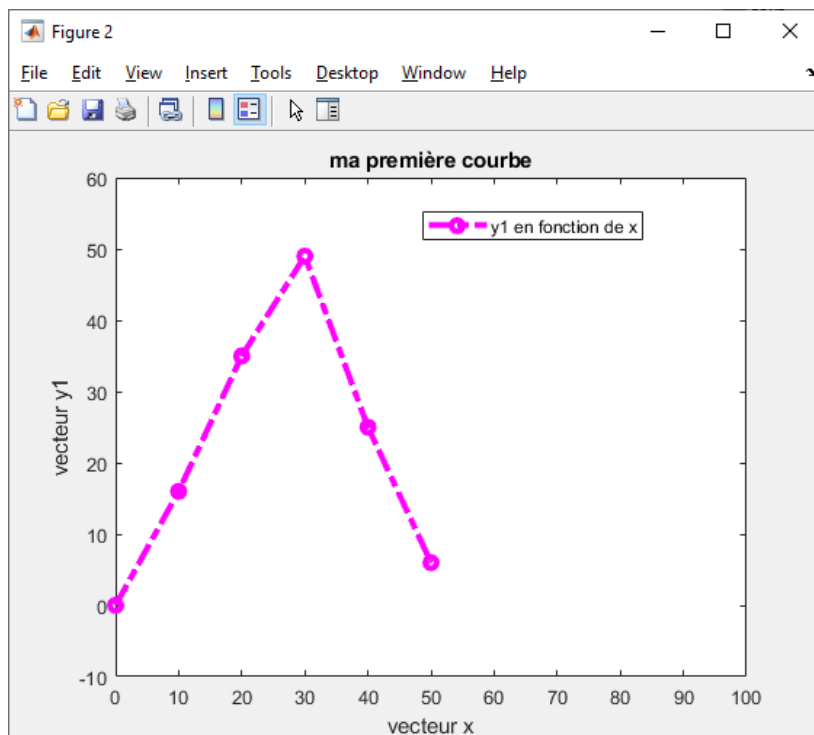 Figure 2
File Edit View Insert Tools Desktop Window Help
ma première courbe
60
50
40
30
20
10
0
-10
vecteur y1
y1 en fonction de x
0 10 20 30 40 50 60 70 80 90 100
vecteur x